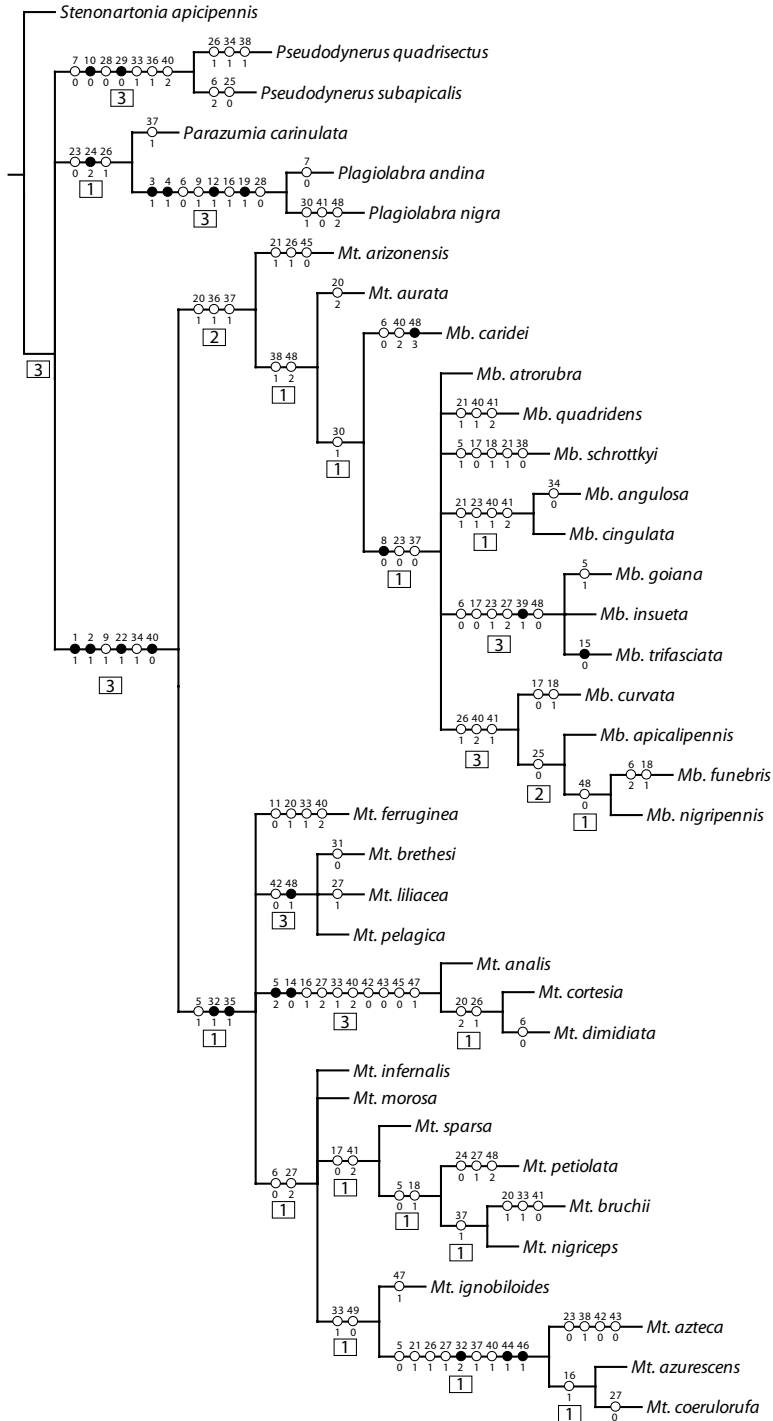 Stenonartonia apicipennis
26 34 38
7 10 28 29 33 36 40
Pseudodynerus quadrisectus
1 1 1
0 0 0 0 1 1 2
6 25
3
Pseudodynerus subapicalis
2 0
37
Parazumia carinulata
1
23 24 26
0 2 1
7
1
Plagiolabra andina
0
3 4 6 9 12 16 19 28
1 1 0 1 1 1 1 0
30 41 48
3
Plagiolabra nigra
1 0 2
21 26 45
Mt. arizonensis
1 1 0
20
Mt. aurata
2
20 36 37
1 1 1
6 40 48
2
Mb. caridei
0 2 3
3
38 48
1 2
Mb. atrorubra
1
21 40 41
Mb. quadridens
1 1 2
30
1
5 17 18 21 38
1
Mb. schrottkyi
1 0 1 1 0
34
Mb. angulosa
0
21 23 40 41
1 1 1 2
Mb. cingulata
1
8 23 37
0 0 0
5
1
Mb. goiana
1
6 17 23 27 39 48
Mb. insueta
0 0 1 2 1 0
3
15
Mb. trifasciata
0
1 2 9 22 34 40
1 1 1 1 1 0
3
17 18
Mb. curvata
0 1
26 40 41
1 2 1
Mb. apicalipennis
3
25
0
6 18
2
Mb. funebris
2 1
48
0
11 20 33 40
Mb. nigripennis
1
Mt. ferruginea
0 1 1 2
31
Mt. brethesi
0
42 48
27
Mt. liliacea
0 1
1
3
Mt. pelagica
Mt. analis
5 14 16 27 33 40 42 43 45 47
2 0 1 2 1 2 0 0 0 1
Mt. cortesia
3
20 26
5 32 35
2 1
6
1 1 1
1
Mt. dimidiata
0
1
Mt. infernalis
Mt. morosa
Mt. sparsa
17 41
0 2
24 27 48
1
Mt. petiolata
0 1 2
6 27
0 2
5 18
1
0 1
20 33 41
1
Mt. bruchii
1 1 0
37
1
Mt. nigriceps
1
47
Mt. ignobiloides
1
33 49
1 0
23 38 42 43
1
Mt. azteca
0 1 0 0
5 21 26 27 32 37 40 44 46
0 1 1 1 2 1 1 1 1
Mt. azurescens
1
16
1
27
1
Mt. coerulorufa
0